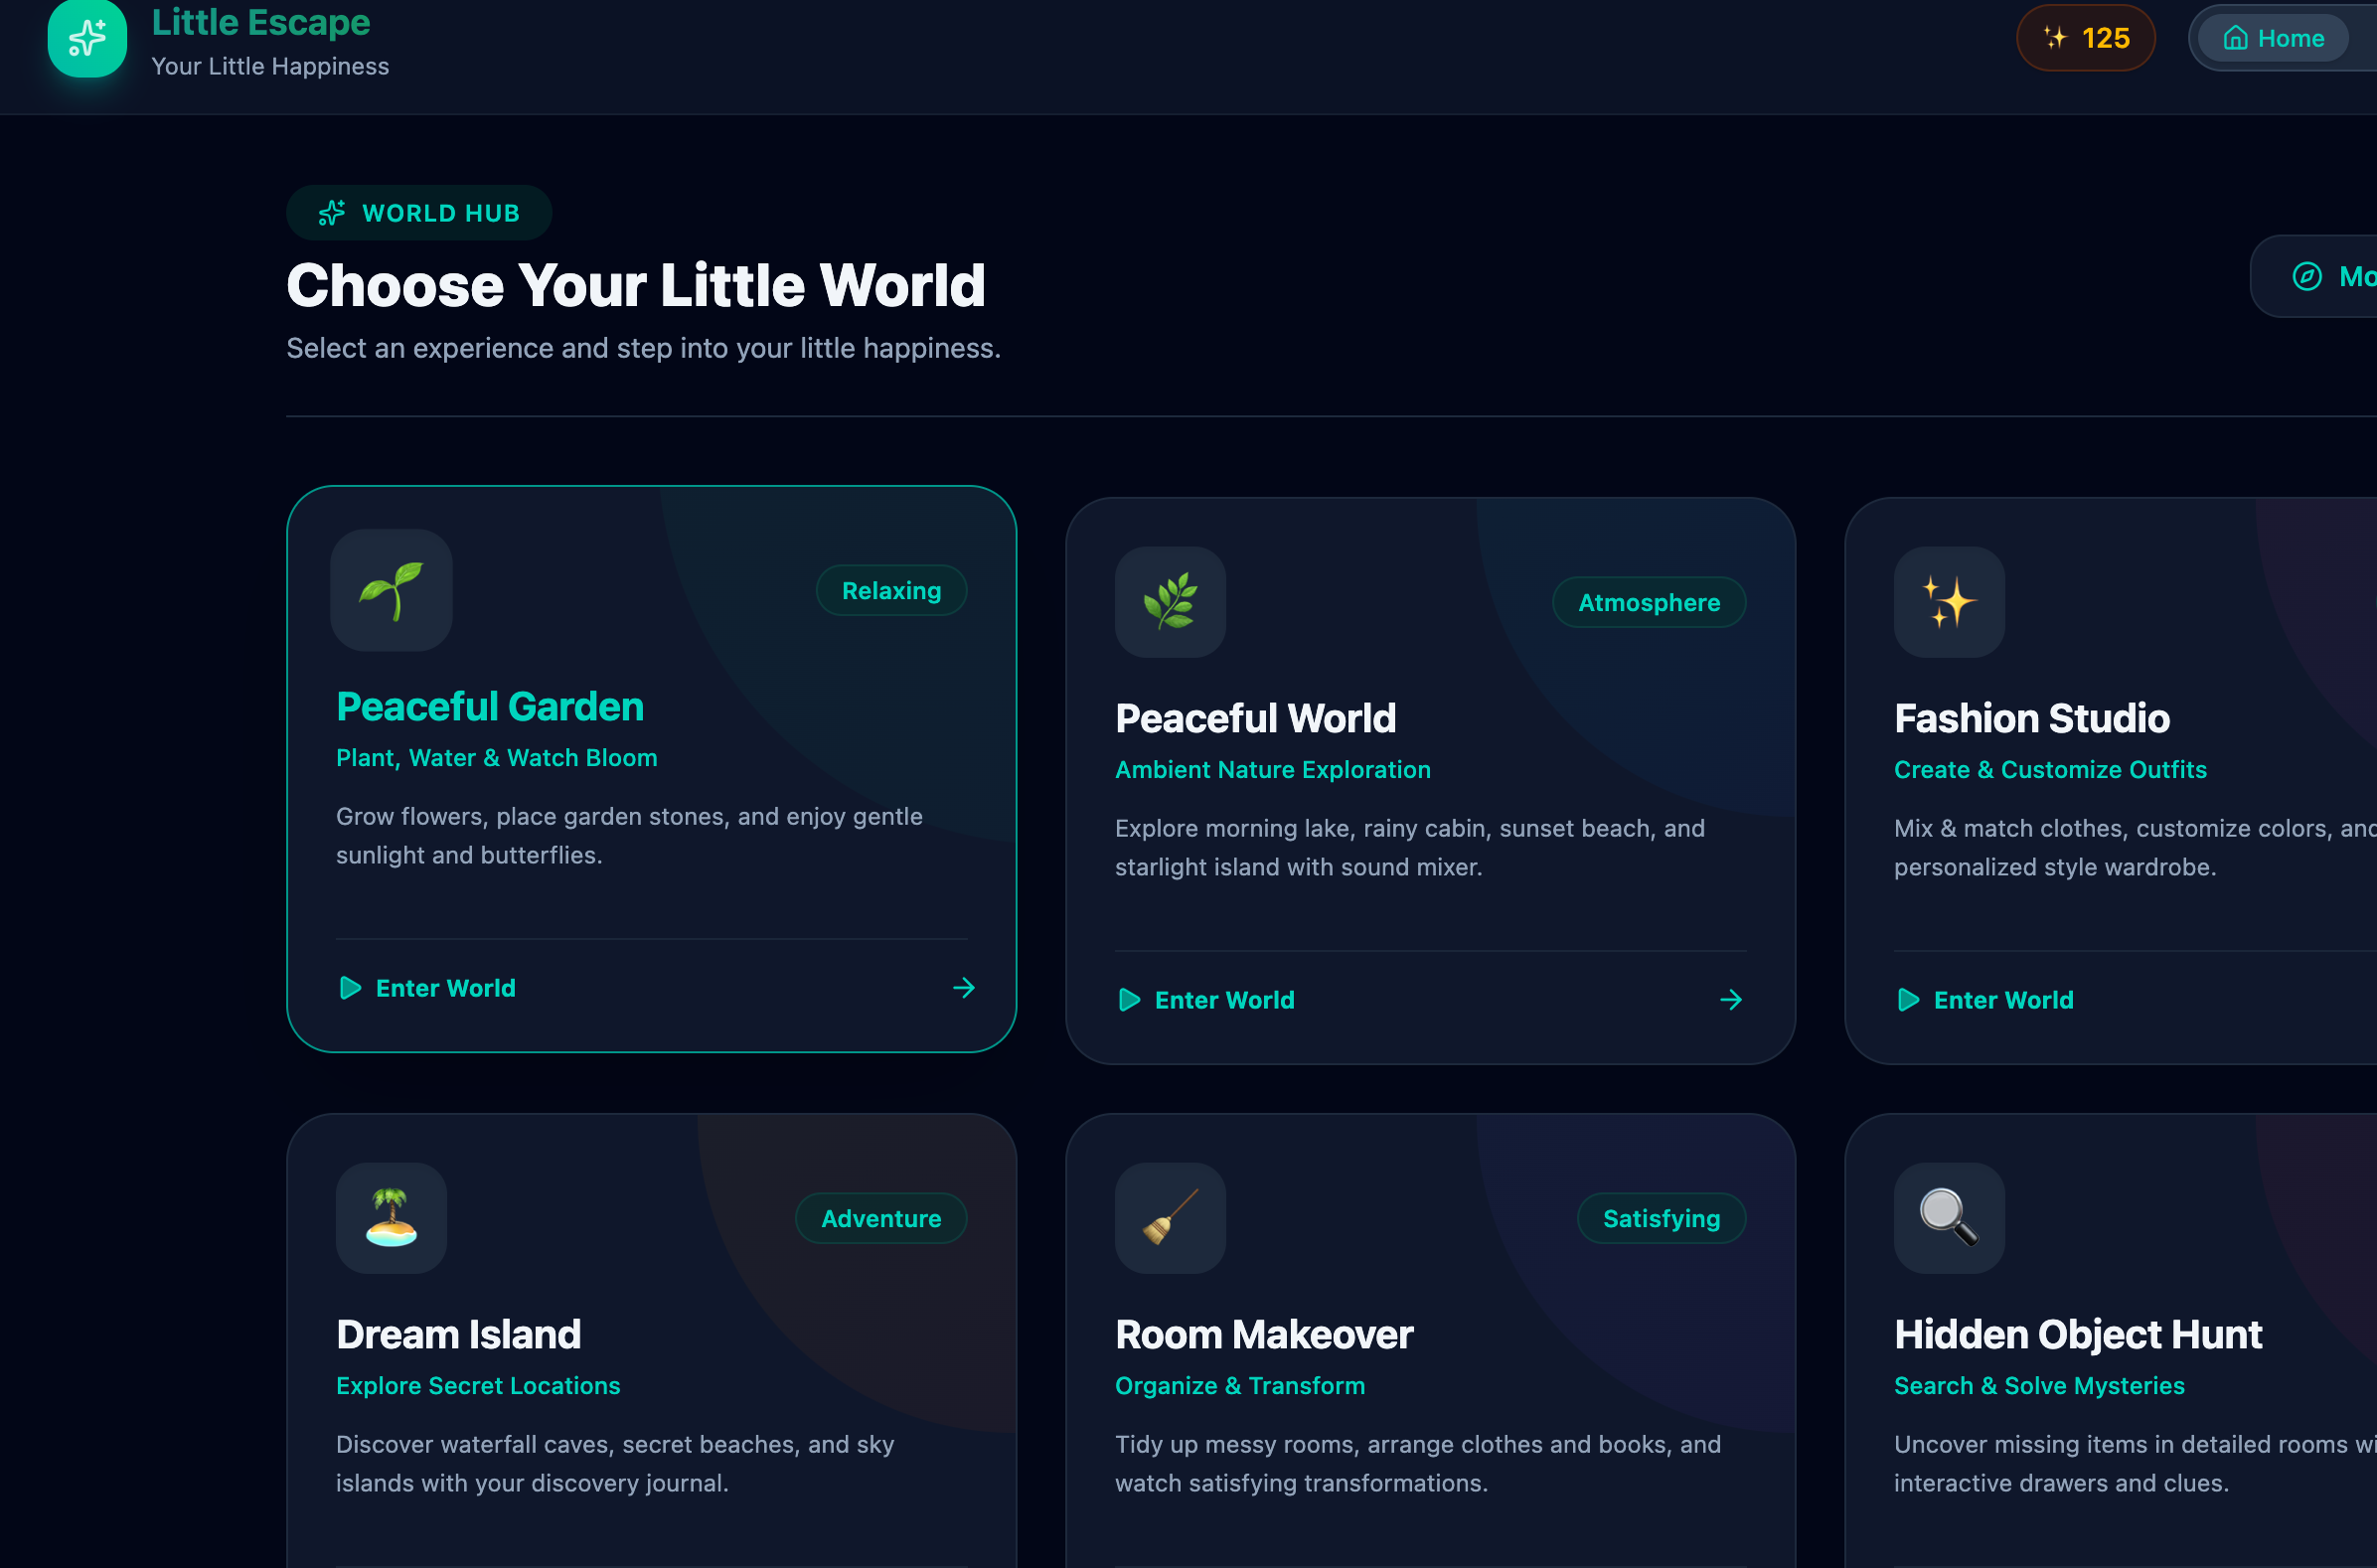 Little Escape
Your Little Happiness
125
Home
WORLD HUB
Choose Your Little World
Select an experience and step into your little happiness.
Relaxing
Peaceful Garden
Plant, Water & Watch Bloom
Grow flowers, place garden stones, and enjoy gentle
sunlight and butterflies.
Enter World
Atmosphere
Peaceful World
Ambient Nature Exploration
Explore morning lake, rainy cabin, sunset beach, and
starlight island with sound mixer.
Enter World
Fashion Studio
Create & Customize Outfits
Mix & match clothes, customize colors, and
personalized style wardrobe.
Enter World
Adventure
Dream Island
Explore Secret Locations
Discover waterfall caves, secret beaches, and sky
islands with your discovery journal.
Satisfying
Room Makeover
Organize & Transform
Tidy up messy rooms, arrange clothes and books, and
watch satisfying transformations.
Hidden Object Hunt
Search & Solve Mysteries
Uncover missing items in detailed rooms
interactive drawers and clues.